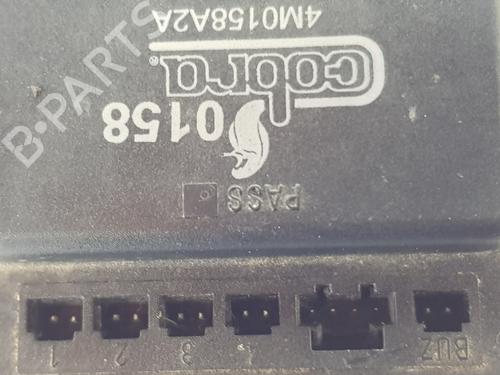 4M0158A2A
cobra®
0158
PASS
1 2 3 4 BUZ
B-PARTS